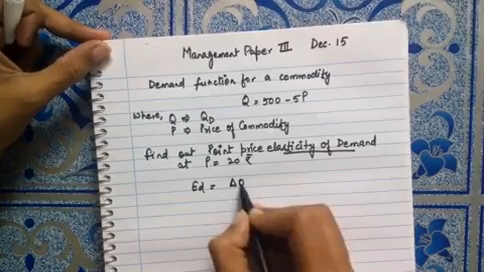 Management Paper III Dec. 15
Demand function for a commodity
Q = 500 - 5P
Where, Q ⇒ QD
P ⇒ Price of Commodity
find out Point price elasticity of Demand
at P = 20 ₹
Ed = ΔQ